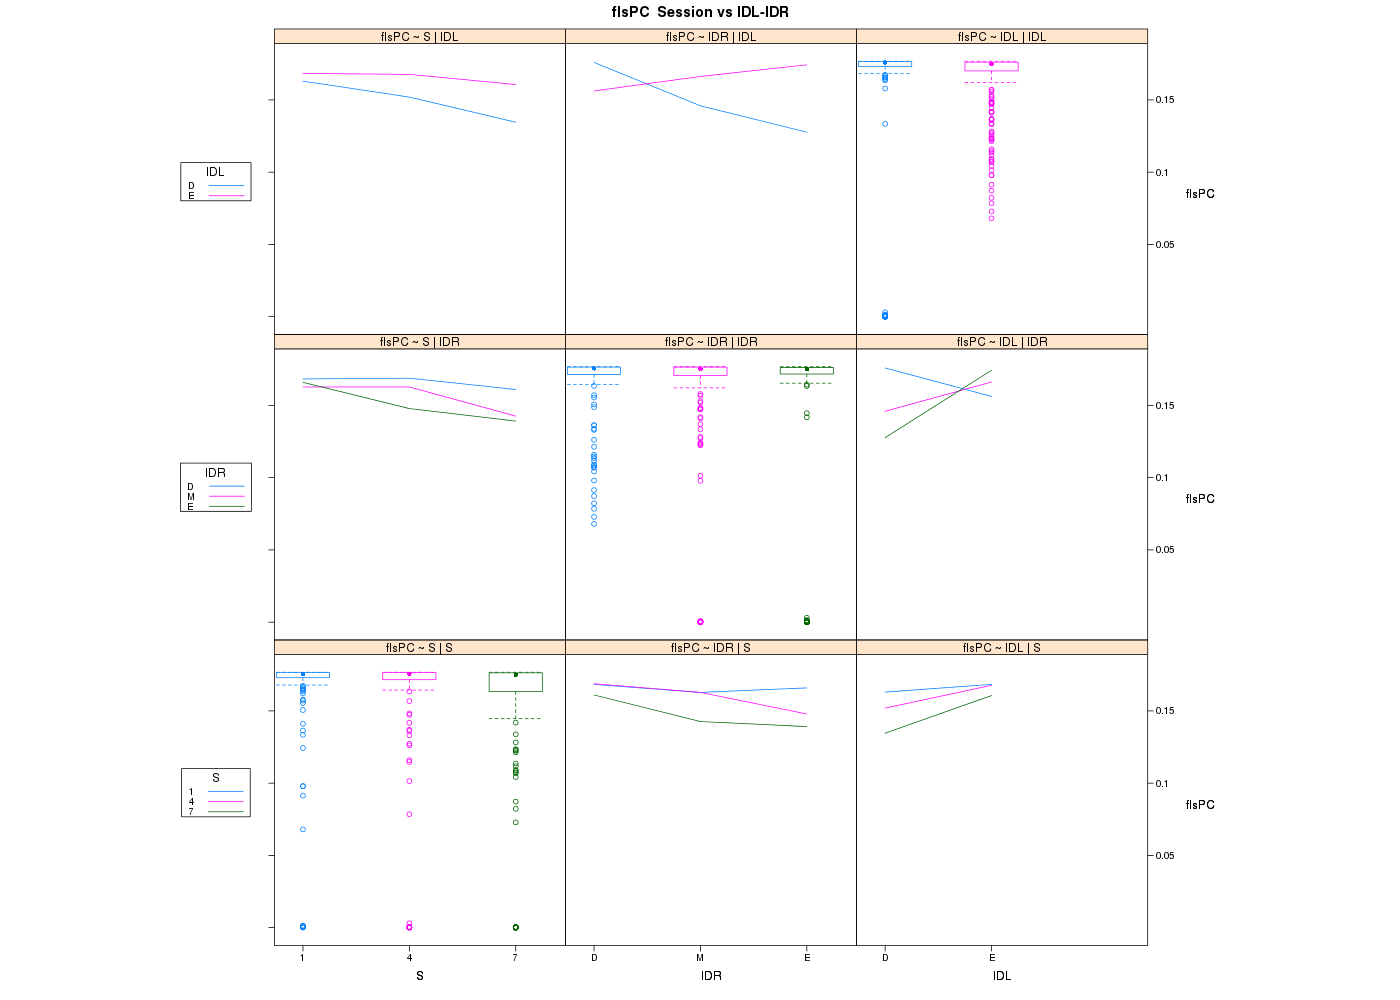 flsPC  Session vs IDL-IDR
flsPC ~ S | IDL
flsPC ~ IDR | IDL
flsPC ~ IDL | IDL
0.15
0.1
0.05
flsPC
IDL
D
E
flsPC ~ S | IDR
flsPC ~ IDR | IDR
flsPC ~ IDL | IDR
0.15
0.1
0.05
flsPC
IDR
D
M
E
flsPC ~ S | S
flsPC ~ IDR | S
flsPC ~ IDL | S
0.15
0.1
0.05
flsPC
S
1
4
7
1 4 7
D M E
D E
S
IDR
IDL